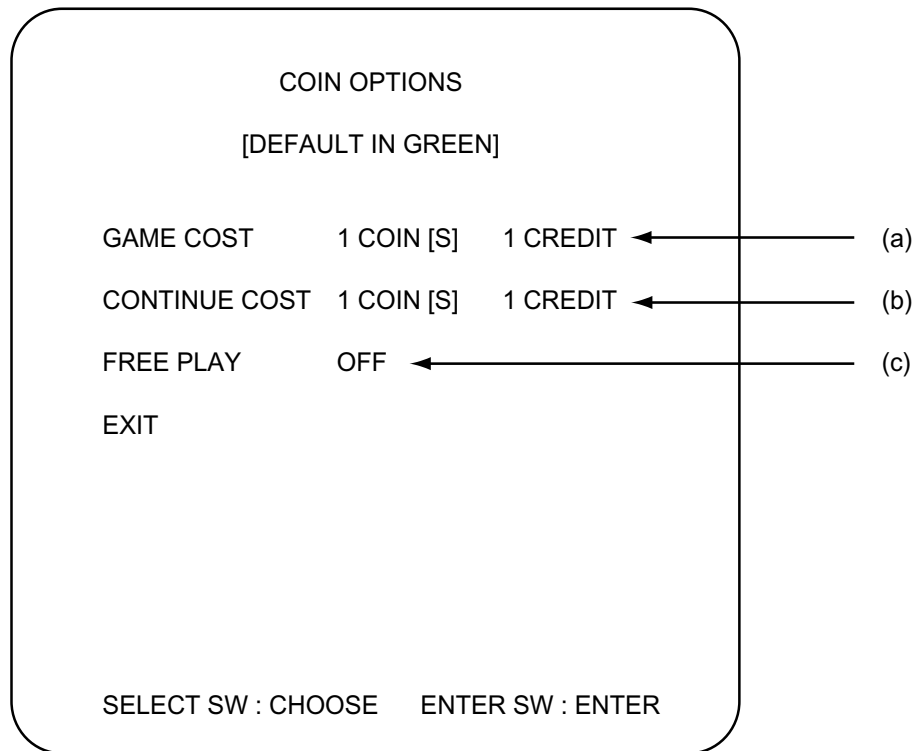 COIN OPTIONS
[DEFAULT IN GREEN]
GAME COST 1 COIN [S] 1 CREDIT (a)
CONTINUE COST 1 COIN [S] 1 CREDIT (b)
FREE PLAY OFF (c)
EXIT
SELECT SW : CHOOSE ENTER SW : ENTER